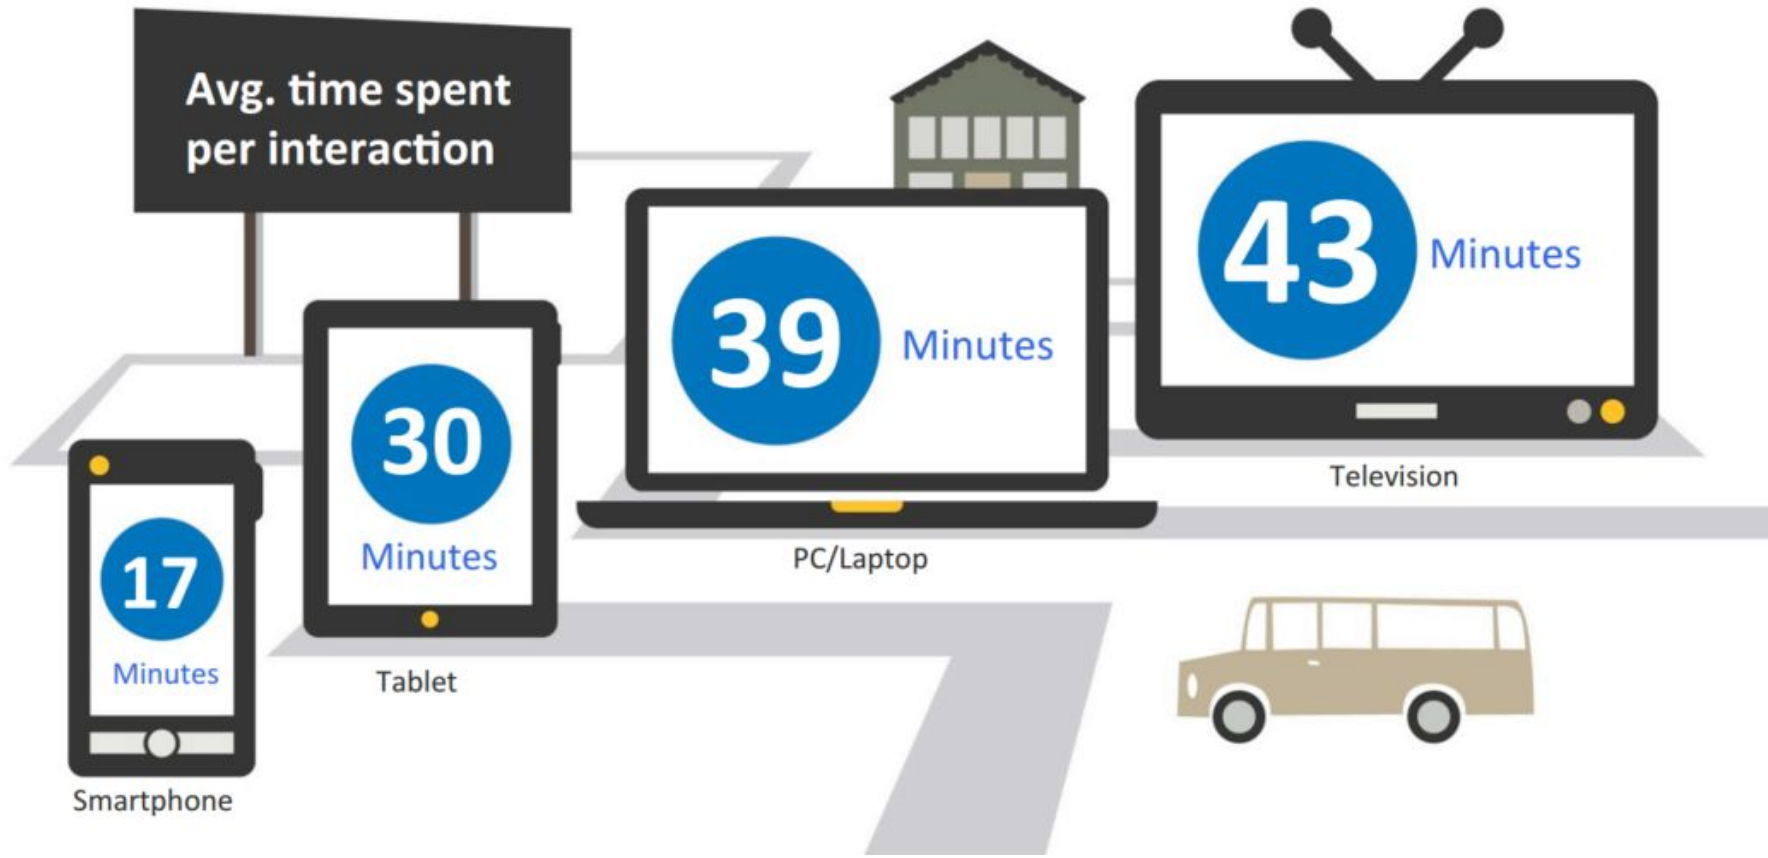 Avg. time spent
per interaction
17
Minutes
Smartphone
30
Minutes
Tablet
39 Minutes
PC/Laptop
43 Minutes
Television